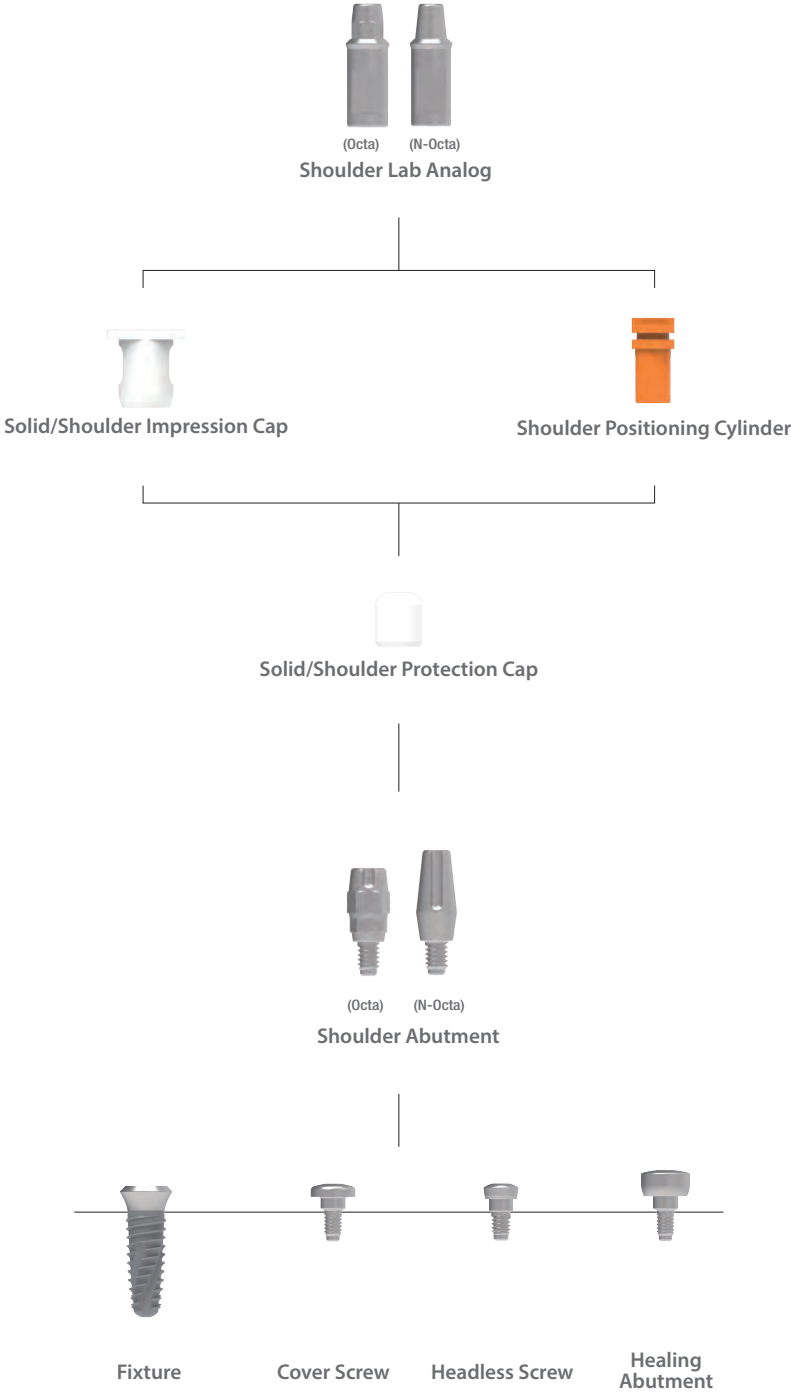 (Octa) (N-Octa)
Shoulder Lab Analog
Solid/Shoulder Impression Cap
Shoulder Positioning Cylinder
Solid/Shoulder Protection Cap
(Octa) (N-Octa)
Shoulder Abutment
Fixture
Cover Screw
Headless Screw
Healing
Abutment